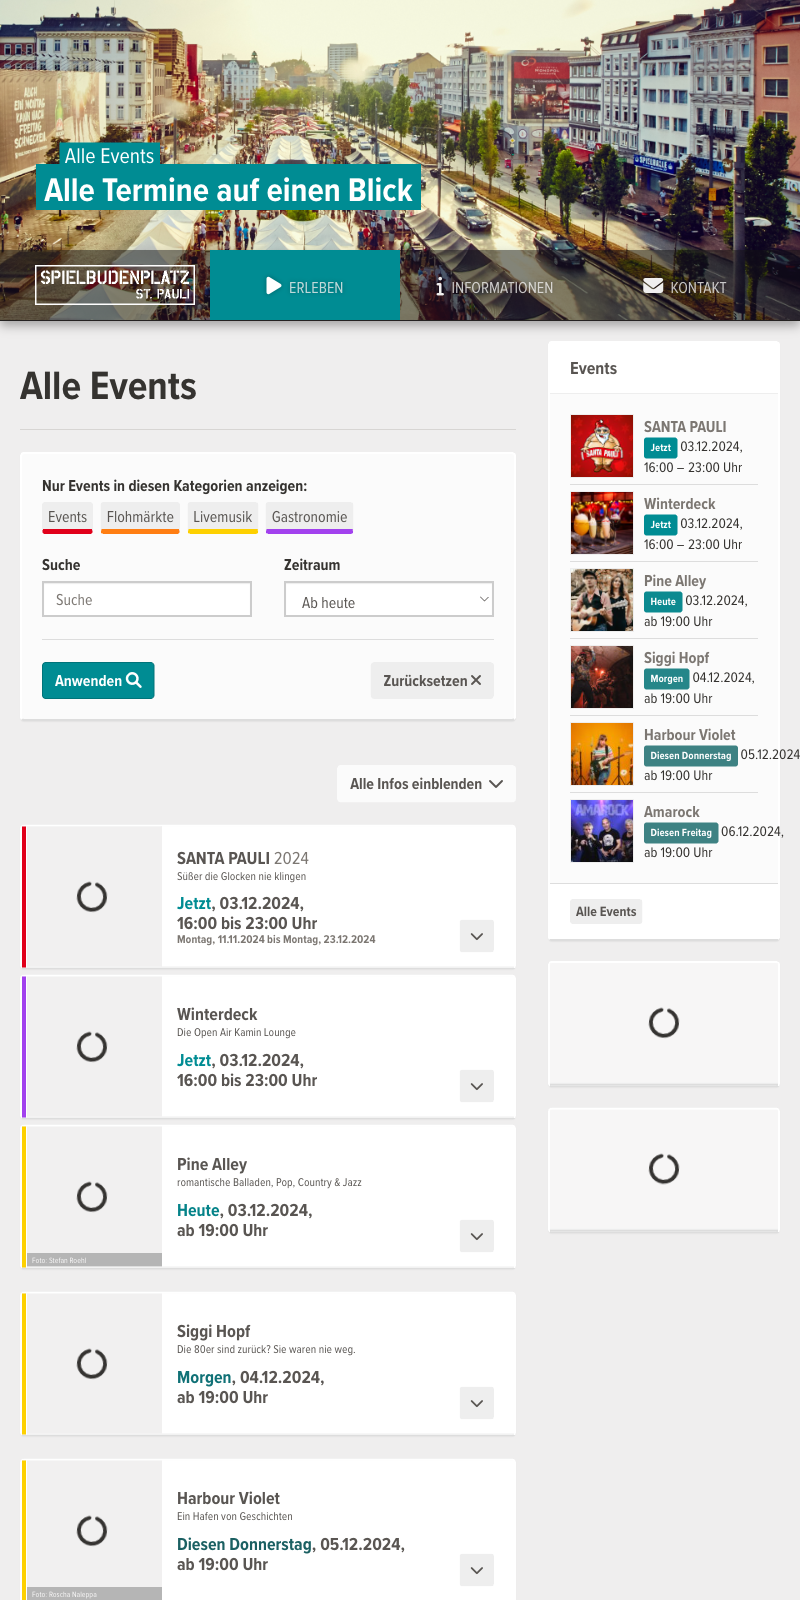 AUCH
EIN MOVING
KANN NACH
FREITAG
SCHMECKEN
Alle Events
Alle Termine auf einen Blick
SPIELBUDENPLATZ
ST. PAULI
ERLEBEN
INFORMATIONEN
KONTAKT
Alle Events
Nur Events in diesen Kategorien anzeigen:
Events Flohmärkte Livemusik Gastronomie
Suche Zeitraum
Suche Ab heute
Anwenden Zurücksetzen
Alle Infos einblenden
SANTA PAULI 2024
Süßer die Glocken nie klingen
Jetzt, 03.12.2024,
16:00 bis 23:00 Uhr
Montag, 11.11.2024 bis Montag, 23.12.2024
Winterdeck
Die Open Air Kamin Lounge
Jetzt, 03.12.2024,
16:00 bis 23:00 Uhr
Pine Alley
romantische Balladen, Pop, Country & Jazz
Heute, 03.12.2024,
ab 19:00 Uhr
Foto: Stefan Roehl
Siggi Hopf
Die 80er sind zurück? Sie waren nie weg.
Morgen, 04.12.2024,
ab 19:00 Uhr
Harbour Violet
Ein Hafen von Geschichten
Diesen Donnerstag, 05.12.2024,
ab 19:00 Uhr
Foto: Roscha Naleppa
Events
SANTA PAULI
SANTA PAULI
Jetzt 03.12.2024,
16:00 – 23:00 Uhr
Winterdeck
Jetzt 03.12.2024,
16:00 – 23:00 Uhr
Pine Alley
Heute 03.12.2024,
ab 19:00 Uhr
Siggi Hopf
Morgen 04.12.2024,
ab 19:00 Uhr
Harbour Violet
Diesen Donnerstag 05.12.2024
ab 19:00 Uhr
AMAROCK
Amarock
Diesen Freitag 06.12.2024,
ab 19:00 Uhr
Alle Events